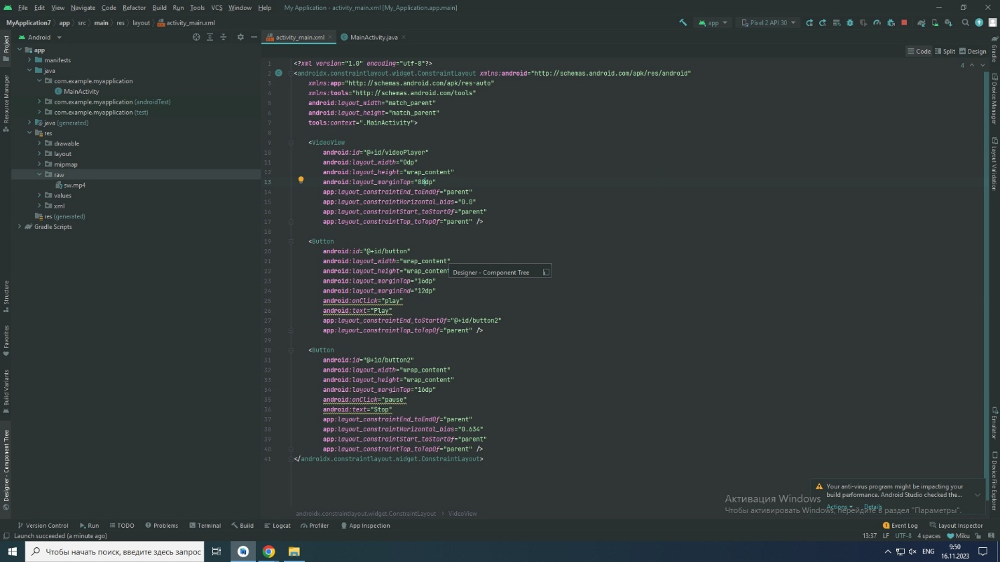 File Edit View Navigate Code Refactor Build Run Tools VCS Window Help My Application - activity_main.xml [My_Application.app.main]
MyApplication7 app src main res layout activity_main.xml
app Pixel 2 API 30
Android
activity_main.xml MainActivity.java
Code Split Design
4
Project
Resource Manager
Structure
Favorites
Build Variants
Designer - Component Tree
app
manifests
java
com.example.myapplication
MainActivity
com.example.myapplication (androidTest)
com.example.myapplication (test)
java (generated)
res
drawable
layout
mipmap
raw
sw.mp4
values
xml
res (generated)
Gradle Scripts
1 <?xml version="1.0" encoding="utf-8"?>
2 <androidx.constraintlayout.widget.ConstraintLayout xmlns:android="http://schemas.android.com/apk/res/android"
3 xmlns:app="http://schemas.android.com/apk/res-auto"
4 xmlns:tools="http://schemas.android.com/tools"
5 android:layout_width="match_parent"
6 android:layout_height="match_parent"
7 tools:context=".MainActivity">
8
9 <VideoView
10 android:id="@+id/videoPlayer"
11 android:layout_width="0dp"
12 android:layout_height="wrap_content"
13 android:layout_marginTop="88dp"
14 app:layout_constraintEnd_toEndOf="parent"
15 app:layout_constraintHorizontal_bias="0.0"
16 app:layout_constraintStart_toStartOf="parent"
17 app:layout_constraintTop_toTopOf="parent" />
18
19 <Button
20 android:id="@+id/button"
21 android:layout_width="wrap_content"
22 android:layout_height="wrap_content
Designer - Component Tree
23 android:layout_marginTop="16dp"
24 android:layout_marginEnd="12dp"
25 android:onClick="play"
26 android:text="Play"
27 app:layout_constraintEnd_toStartOf="@+id/button2"
28 app:layout_constraintTop_toTopOf="parent" />
29
30 <Button
31 android:id="@+id/button2"
32 android:layout_width="wrap_content"
33 android:layout_height="wrap_content"
34 android:layout_marginTop="16dp"
35 android:onClick="pause"
36 android:text="Stop"
37 app:layout_constraintEnd_toEndOf="parent"
38 app:layout_constraintHorizontal_bias="0.634"
39 app:layout_constraintStart_toStartOf="parent"
40 app:layout_constraintTop_toTopOf="parent" />
41 </androidx.constraintlayout.widget.ConstraintLayout>
androidx.constraintlayout.widget.ConstraintLayout VideoView
Gradle
Device Manager
Layout Validation
Emulator
Device File Explorer
Your anti-virus program might be impacting your
build performance. Android Studio checked the...
Actions Details
Активация Windows
Чтобы активировать Windows, перейдите в раздел "Параметры".
Version Control Run TODO Problems Terminal Build Logcat Profiler App Inspection 1 Event Log Layout Inspector
Launch succeeded (a minute ago) 13:37 LF UTF-8 4 spaces Miku
Чтобы начать поиск, введите здесь запрос
ENG
9:50
16.11.2023